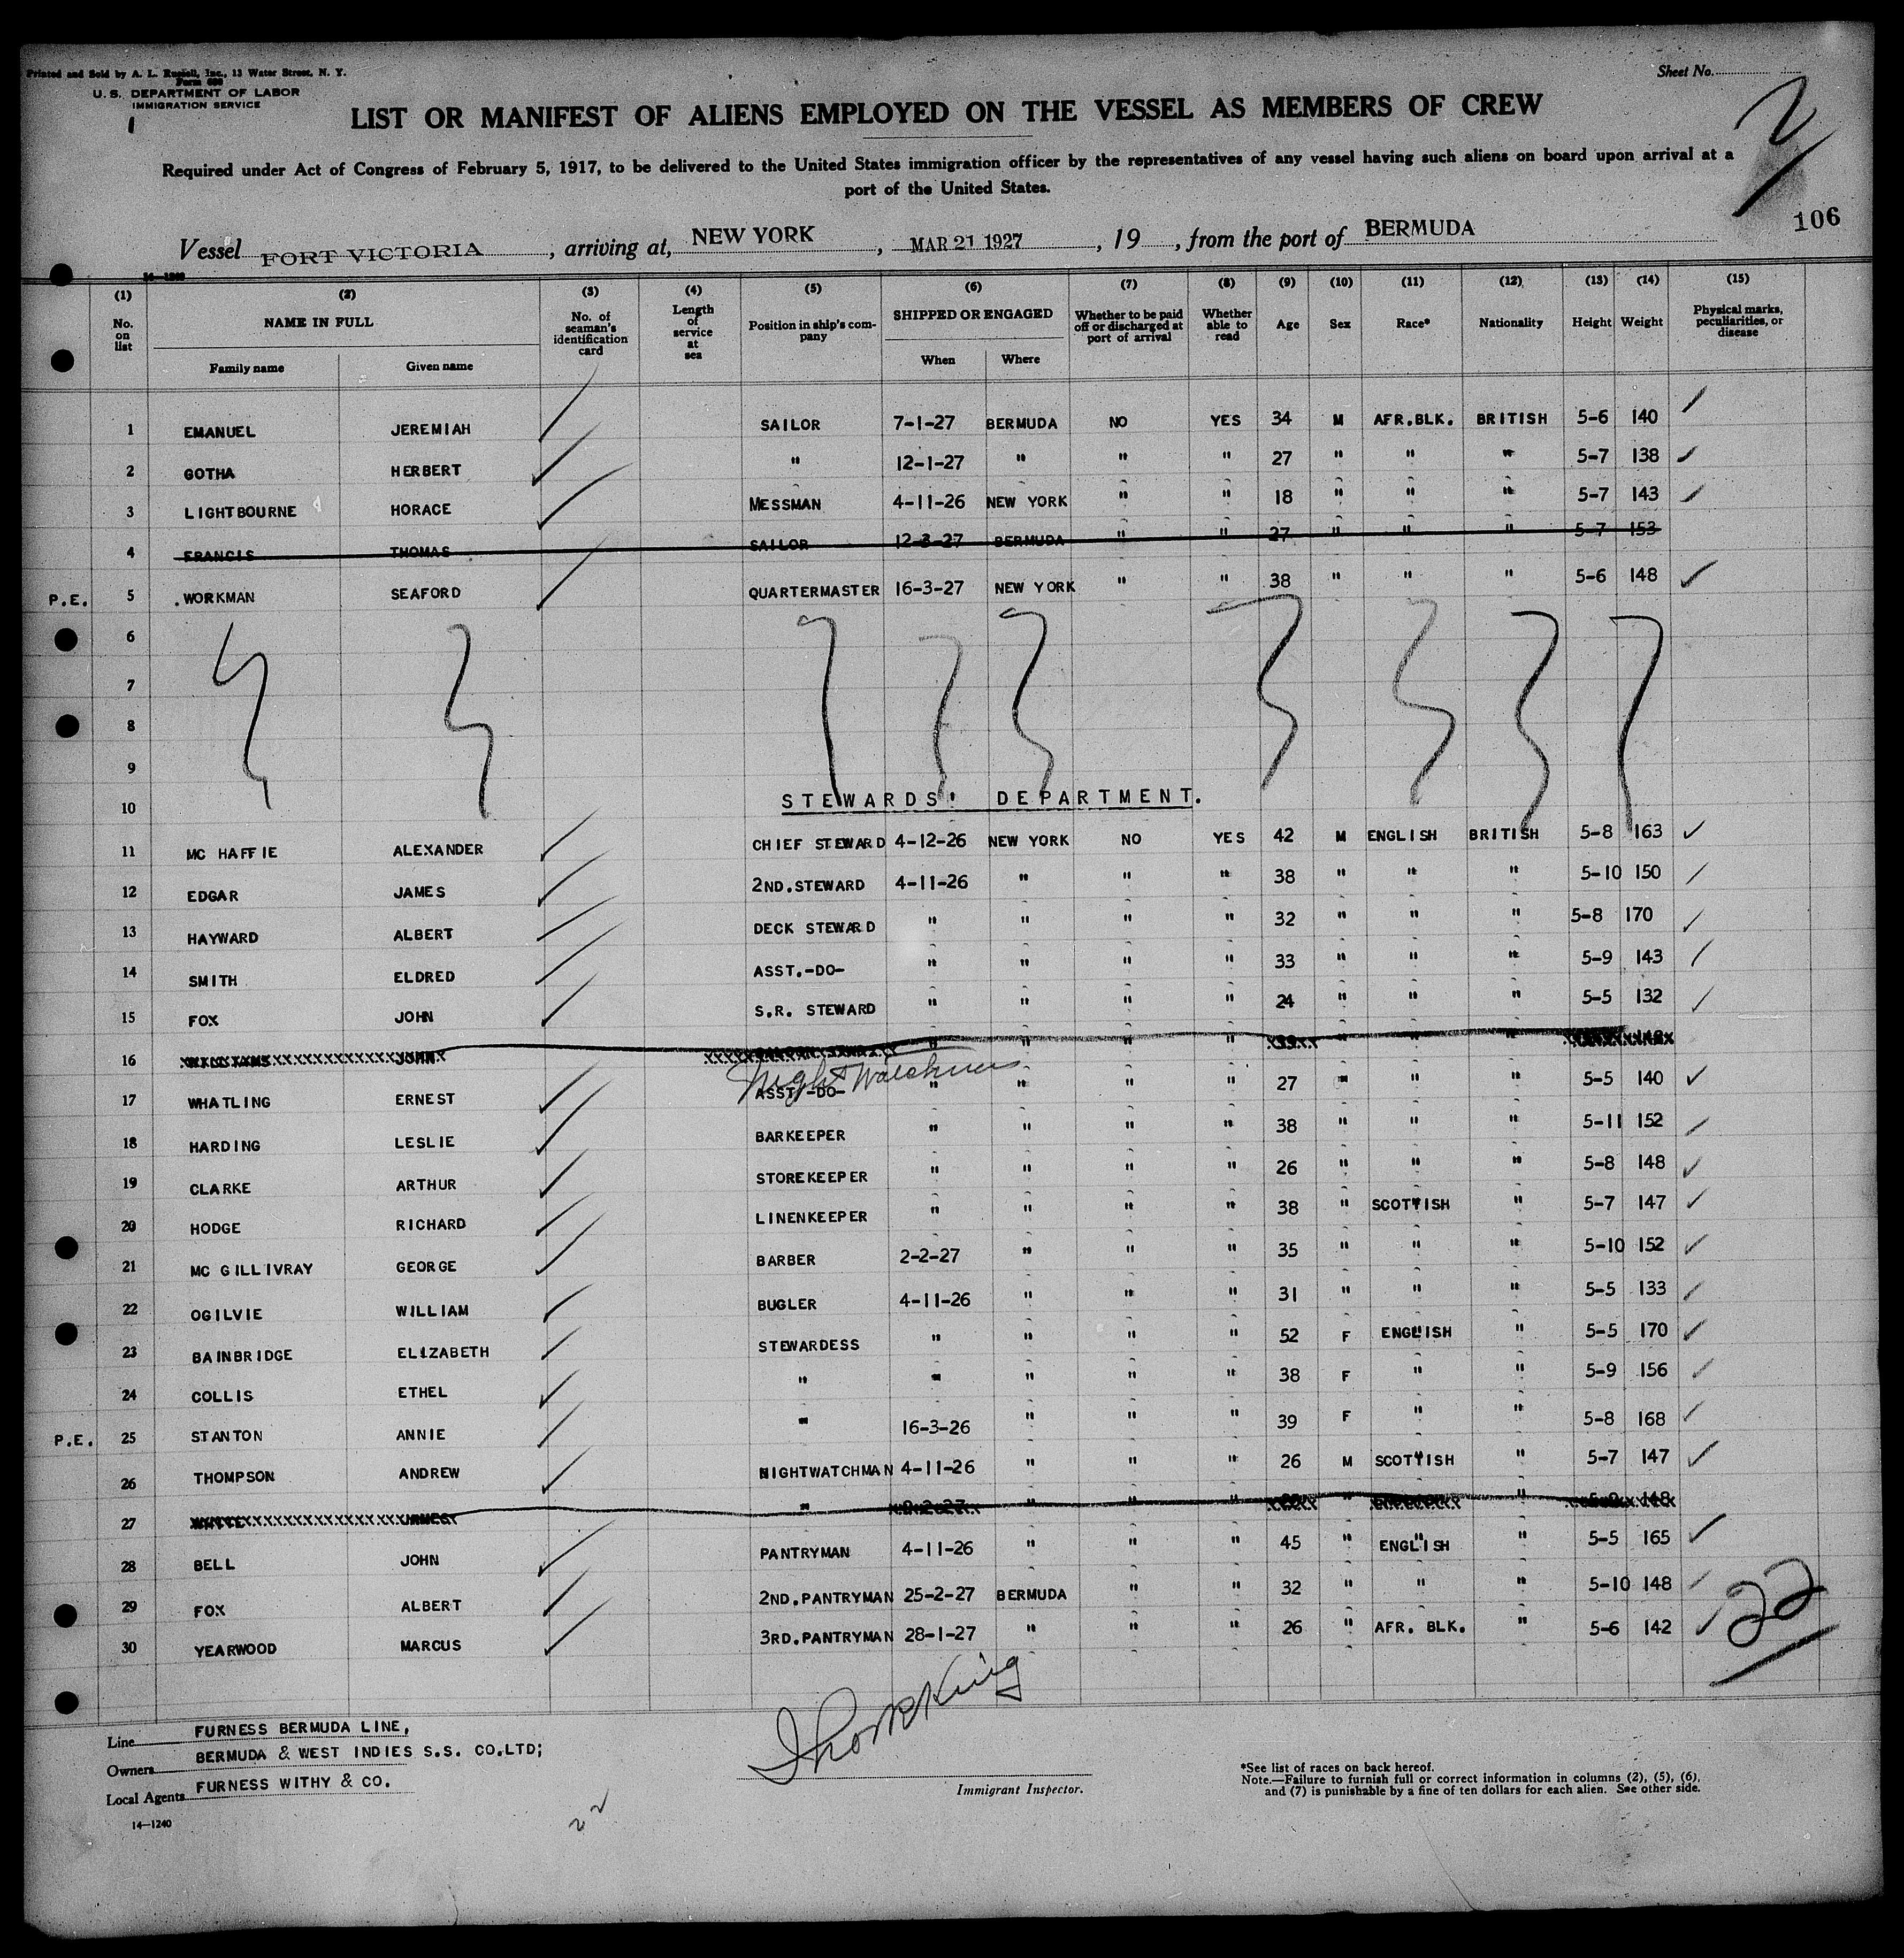 Printed and Sold by A. L. Russell, Inc., 13 Water Street, N. Y.
Form 680
U. S. DEPARTMENT OF LABOR
IMMIGRATION SERVICE
1
Sheet No.
2
LIST OR MANIFEST OF ALIENS EMPLOYED ON THE VESSEL AS MEMBERS OF CREW
Required under Act of Congress of February 5, 1917, to be delivered to the United States immigration officer by the representatives of any vessel having such aliens on board upon arrival at a
port of the United States.
106
Vessel FORT VICTORIA, arriving at, NEW YORK, MAR 21 1927, 19, from the port of BERMUDA
14-1240
(1) (2) (3) (4) (5) (6) (7) (8) (9) (10) (11) (12) (13) (14) (15)
No. on list NAME IN FULL No. of seaman's identification card Length of service at sea Position in ship's company SHIPPED OR ENGAGED Whether to be paid off or discharged at port of arrival Whether able to read Age Sex Race* Nationality Height Weight Physical marks, peculiarities, or disease
Family name Given name When Where
1 EMANUEL JEREMIAH SAILOR 7-1-27 BERMUDA NO YES 34 M AFR.BLK. BRITISH 5-6 140
2 GOTHA HERBERT " 12-1-27 " " " 27 " " " 5-7 138
3 LIGHTBOURNE HORACE MESSMAN 4-11-26 NEW YORK " " 18 " " " 5-7 143
4 FRANCIS THOMAS SAILOR 12-3-27 BERMUDA " " 27 " " " 5-7 153
P.E. 5 .WORKMAN SEAFORD QUARTERMASTER 16-3-27 NEW YORK " " 38 " " " 5-6 148
6
7
8
9
10 STEWARDS' DEPARTMENT.
11 MC HAFFIE ALEXANDER CHIEF STEWARD 4-12-26 NEW YORK NO YES 42 M ENGLISH BRITISH 5-8 163
12 EDGAR JAMES 2ND.STEWARD 4-11-26 " " " 38 " " " 5-10 150
13 HAYWARD ALBERT DECK STEWARD " " " " 32 " " " 5-8 170
14 SMITH ELDRED ASST.-DO- " " " " 33 " " " 5-9 143
15 FOX JOHN S.R. STEWARD " " " " 24 " " " 5-5 132
16 WILLIAMS JOHN " " " " " " "
Night Watchman
17 WHATLING ERNEST ASST.-DO- " " " " 27 " " " 5-5 140
18 HARDING LESLIE BARKEEPER " " " " 38 " " " 5-11 152
19 CLARKE ARTHUR STOREKEEPER " " " " 26 " " " 5-8 148
20 HODGE RICHARD LINENKEEPER " " " " 38 " SCOTTISH " 5-7 147
21 MC GILLIVRAY GEORGE BARBER 2-2-27 " " " 35 " " " 5-10 152
22 OGILVIE WILLIAM BUGLER 4-11-26 " " " 31 " " " 5-5 133
23 BAINBRIDGE ELIZABETH STEWARDESS " " " " 52 F ENGLISH " 5-5 170
24 COLLIS ETHEL " " " " " 38 F " " 5-9 156
P.E. 25 STANTON ANNIE " 16-3-26 " " " 39 F " " 5-8 168
26 THOMPSON ANDREW NIGHTWATCHMAN 4-11-26 " " " 26 M SCOTTISH " 5-7 147
27 JAMES " " " " " "
28 BELL JOHN PANTRYMAN 4-11-26 " " " 45 " ENGLISH " 5-5 165
29 FOX ALBERT 2ND.PANTRYMAN 25-2-27 BERMUDA " " 32 " " " 5-10 148
30 YEARWOOD MARCUS 3RD.PANTRYMAN 28-1-27 " " " 26 " AFR. BLK. " 5-6 142
22
Line FURNESS BERMUDA LINE,
Owners BERMUDA & WEST INDIES S.S. CO.LTD;
Local Agents FURNESS WITHY & CO.
14-1240
22
Immigrant Inspector.
*See list of races on back hereof.
Note.—Failure to furnish full or correct information in columns (2), (5), (6),
and (7) is punishable by a fine of ten dollars for each alien. See other side.